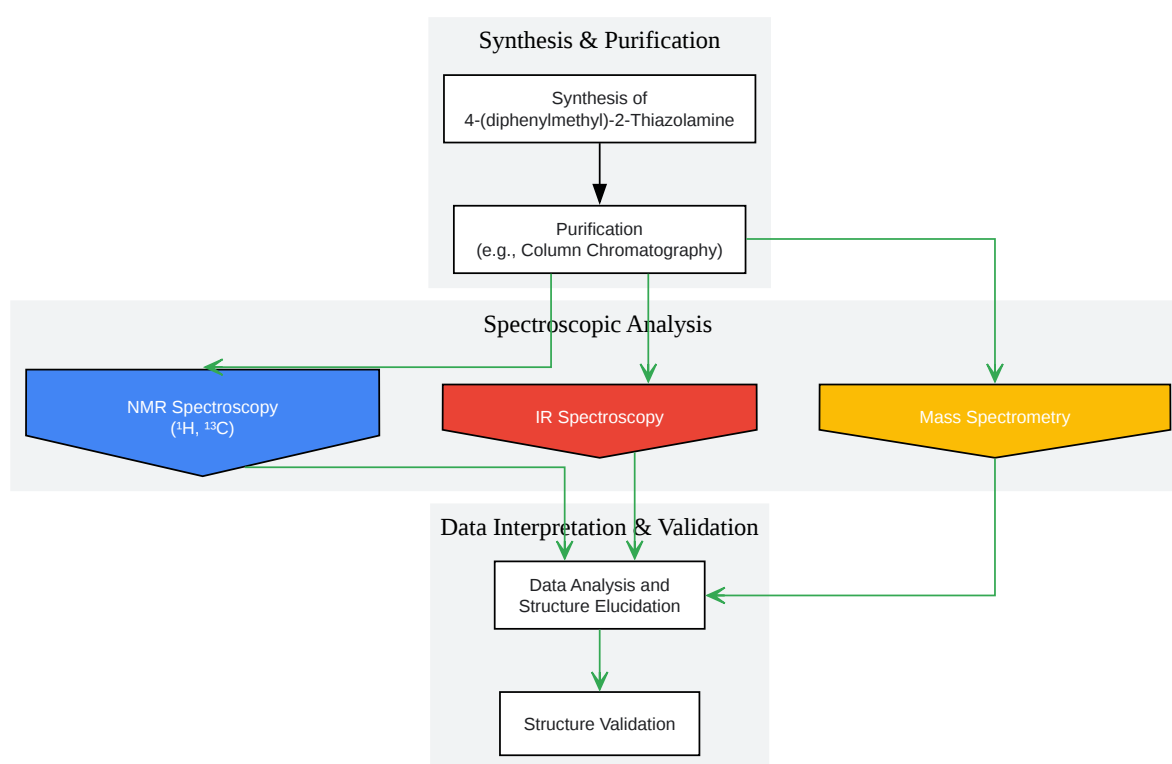 Synthesis & Purification
Synthesis of
4-(diphenylmethyl)-2-Thiazolamine
Purification
(e.g., Column Chromatography)
Spectroscopic Analysis
NMR Spectroscopy
(¹H, ¹³C)
IR Spectroscopy
Mass Spectrometry
Data Interpretation & Validation
Data Analysis and
Structure Elucidation
Structure Validation